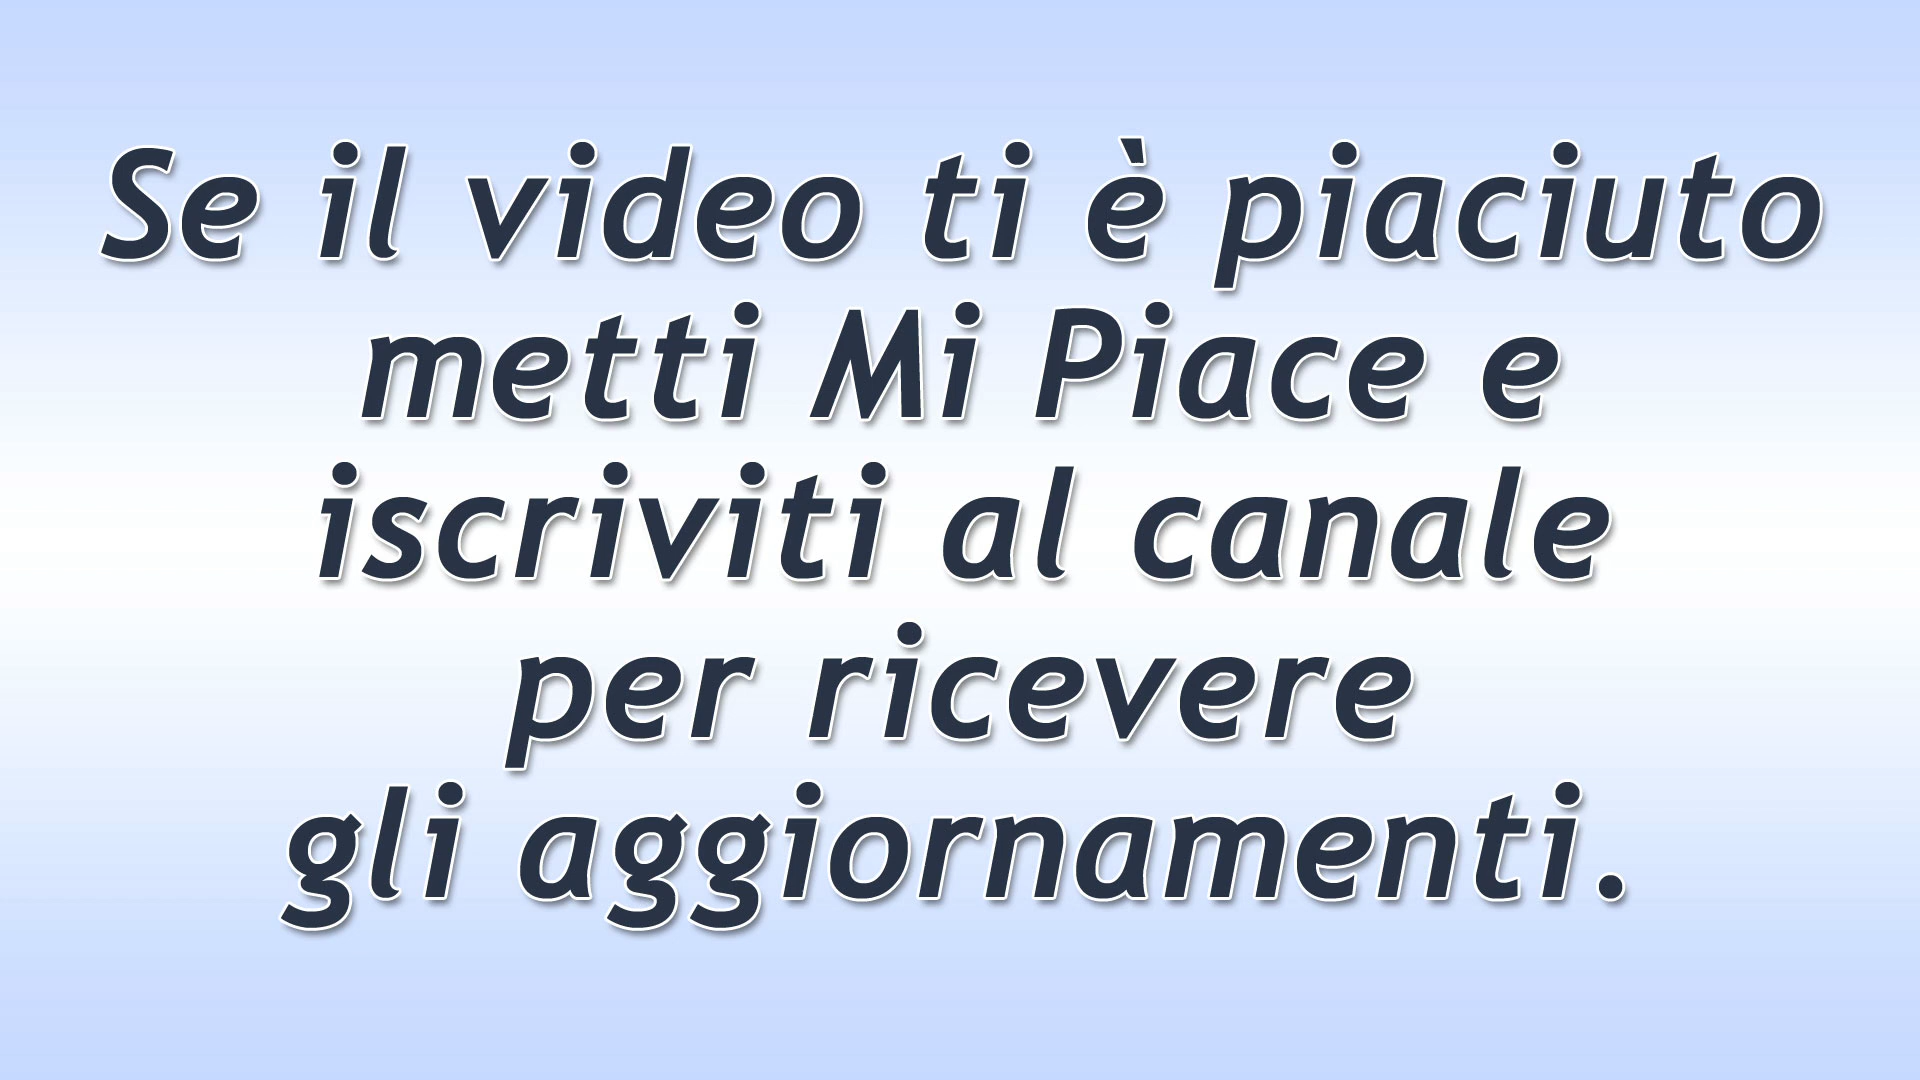 Se il video ti è piaciuto
metti Mi Piace e
iscriviti al canale
per ricevere
gli aggiornamenti.